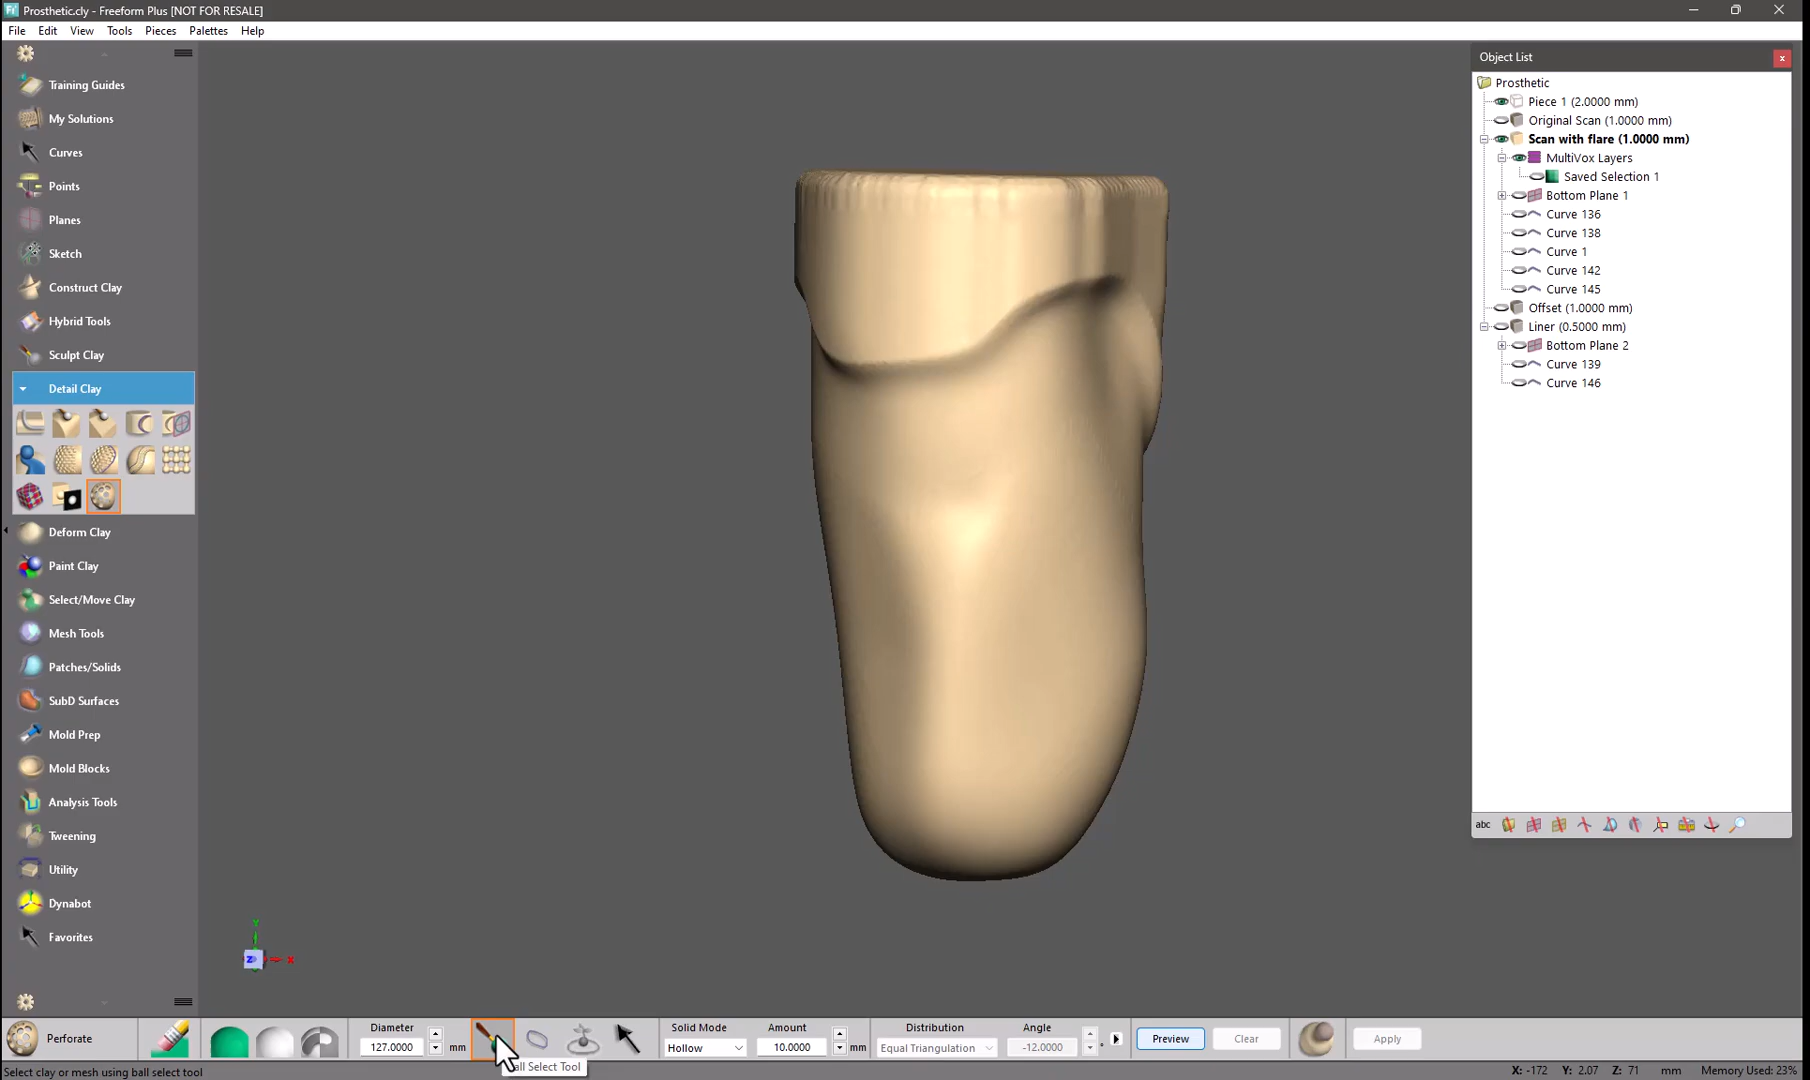 Prosthetic.cly - Freeform Plus [NOT FOR RESALE]
File Edit View Tools Pieces Palettes Help
Training Guides
My Solutions
Curves
Points
Planes
Sketch
Construct Clay
Hybrid Tools
Sculpt Clay
Detail Clay
Deform Clay
Paint Clay
Select/Move Clay
Mesh Tools
Patches/Solids
SubD Surfaces
Mold Prep
Mold Blocks
Analysis Tools
Tweening
Utility
Dynabot
Favorites
Object List
Prosthetic
Piece 1 (2.0000 mm)
Original Scan (1.0000 mm)
Scan with flare (1.0000 mm)
MultiVox Layers
Saved Selection 1
Bottom Plane 1
Curve 136
Curve 138
Curve 1
Curve 142
Curve 145
Offset (1.0000 mm)
Liner (0.5000 mm)
Bottom Plane 2
Curve 139
Curve 146
abc
Y
Z X
Perforate
Diameter
127.0000 mm
Solid Mode
Hollow
Amount
10.0000 mm
Distribution
Equal Triangulation
Angle
-12.0000 °
Preview
Clear
Apply
all Select Tool
Select clay or mesh using ball select tool
X: -172 Y: 2.07 Z: 71 mm Memory Used: 23%